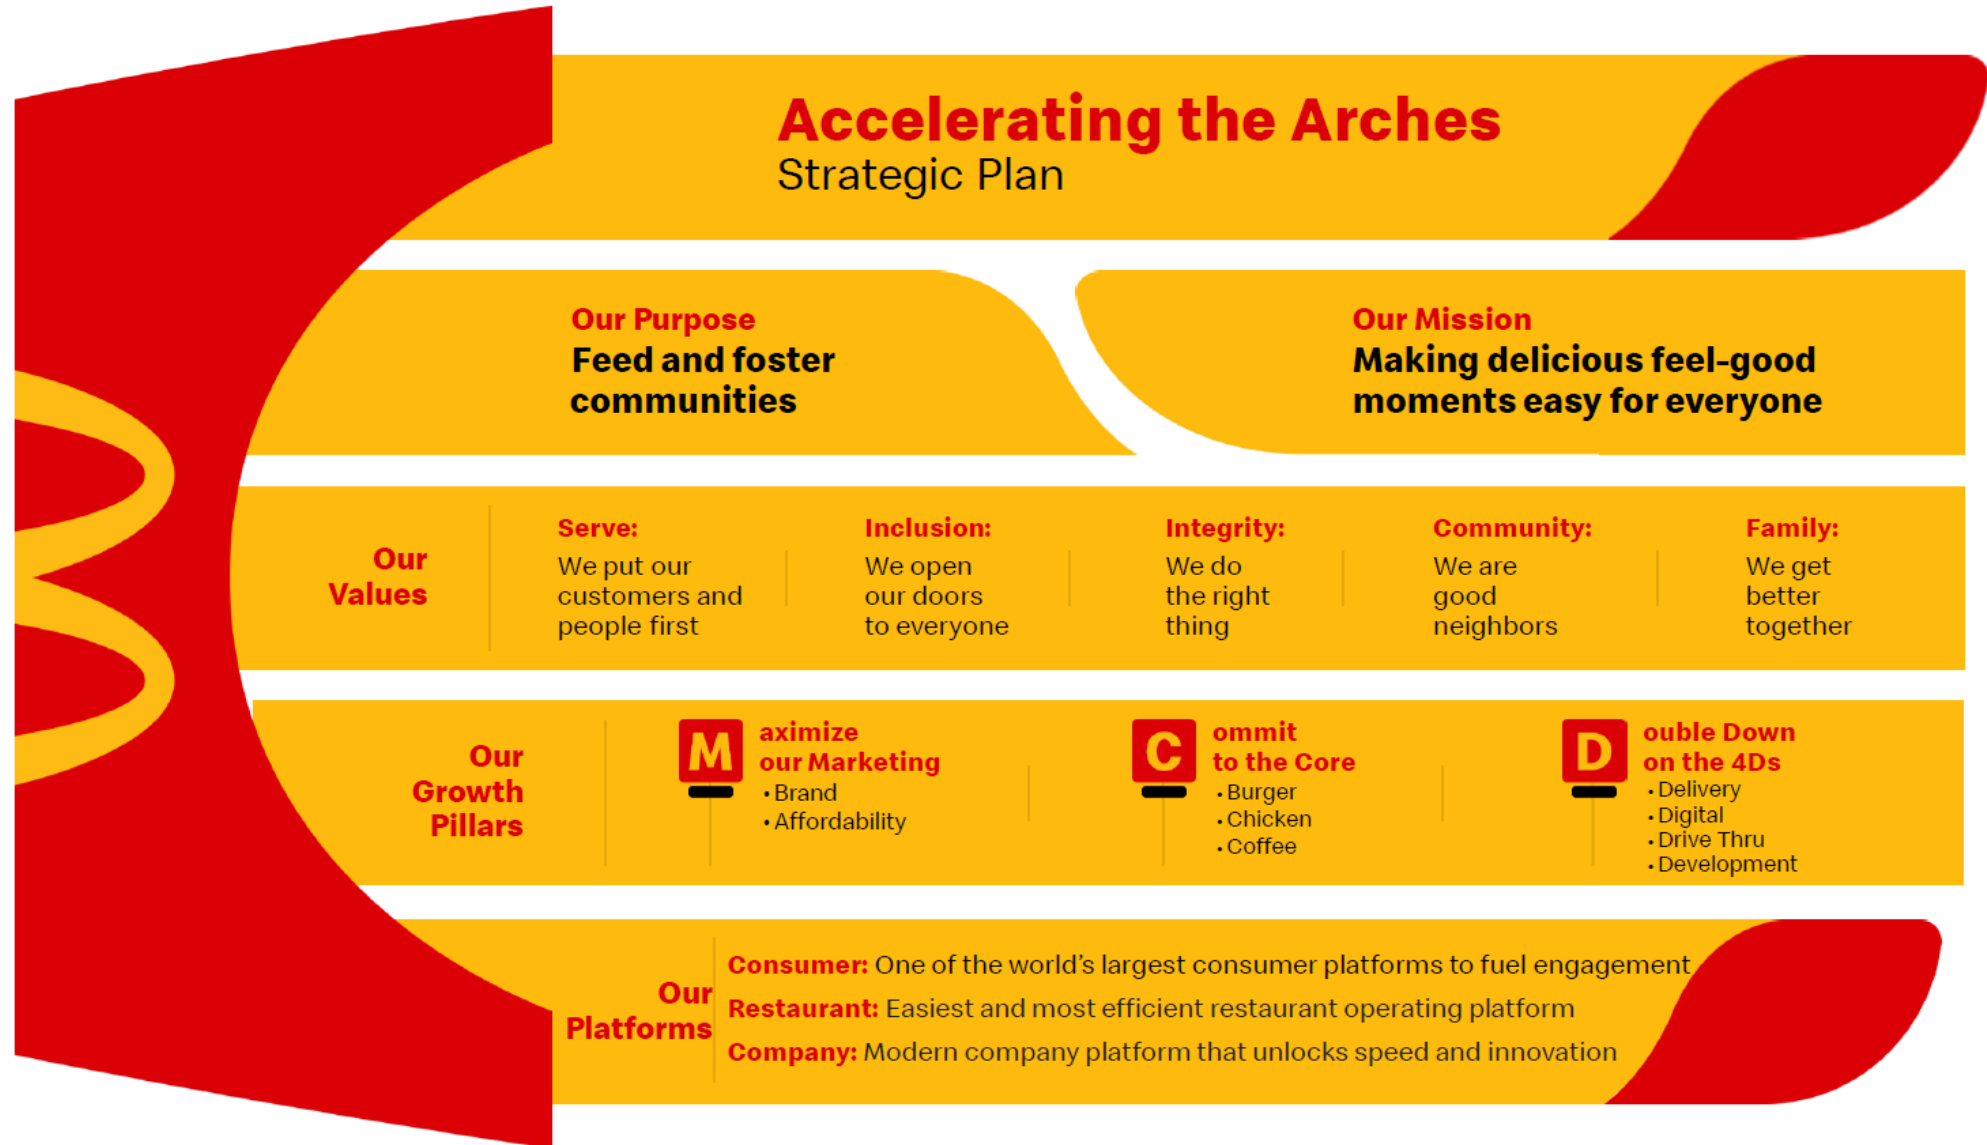 Accelerating the Arches
Strategic Plan
Our Purpose
Feed and foster
communities
Our Mission
Making delicious feel-good
moments easy for everyone
Our
Values
Serve:
We put our
customers and
people first
Inclusion:
We open
our doors
to everyone
Integrity:
We do
the right
thing
Community:
We are
good
neighbors
Family:
We get
better
together
Our
Growth
Pillars
Maximize
our Marketing
• Brand
• Affordability
Commit
to the Core
• Burger
• Chicken
• Coffee
Double Down
on the 4Ds
• Delivery
• Digital
• Drive Thru
• Development
Our
Platforms
Consumer: One of the world's largest consumer platforms to fuel engagement
Restaurant: Easiest and most efficient restaurant operating platform
Company: Modern company platform that unlocks speed and innovation